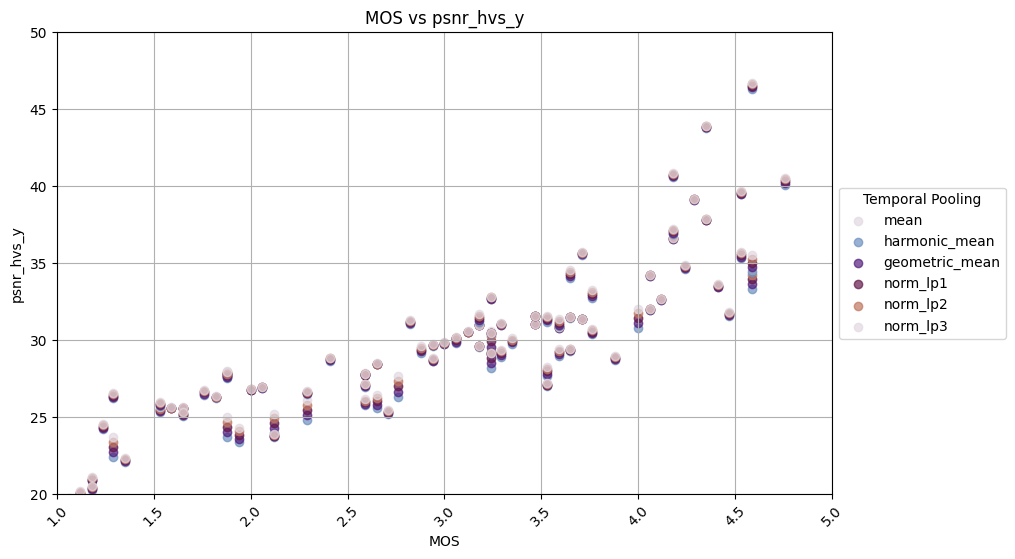 MOS vs psnr_hvs_y
50
45
40
35
30
25
20
psnr_hvs_y
1.0
1.5
2.0
2.5
3.0
3.5
4.0
4.5
5.0
MOS
Temporal Pooling
mean
harmonic_mean
geometric_mean
norm_lp1
norm_lp2
norm_lp3